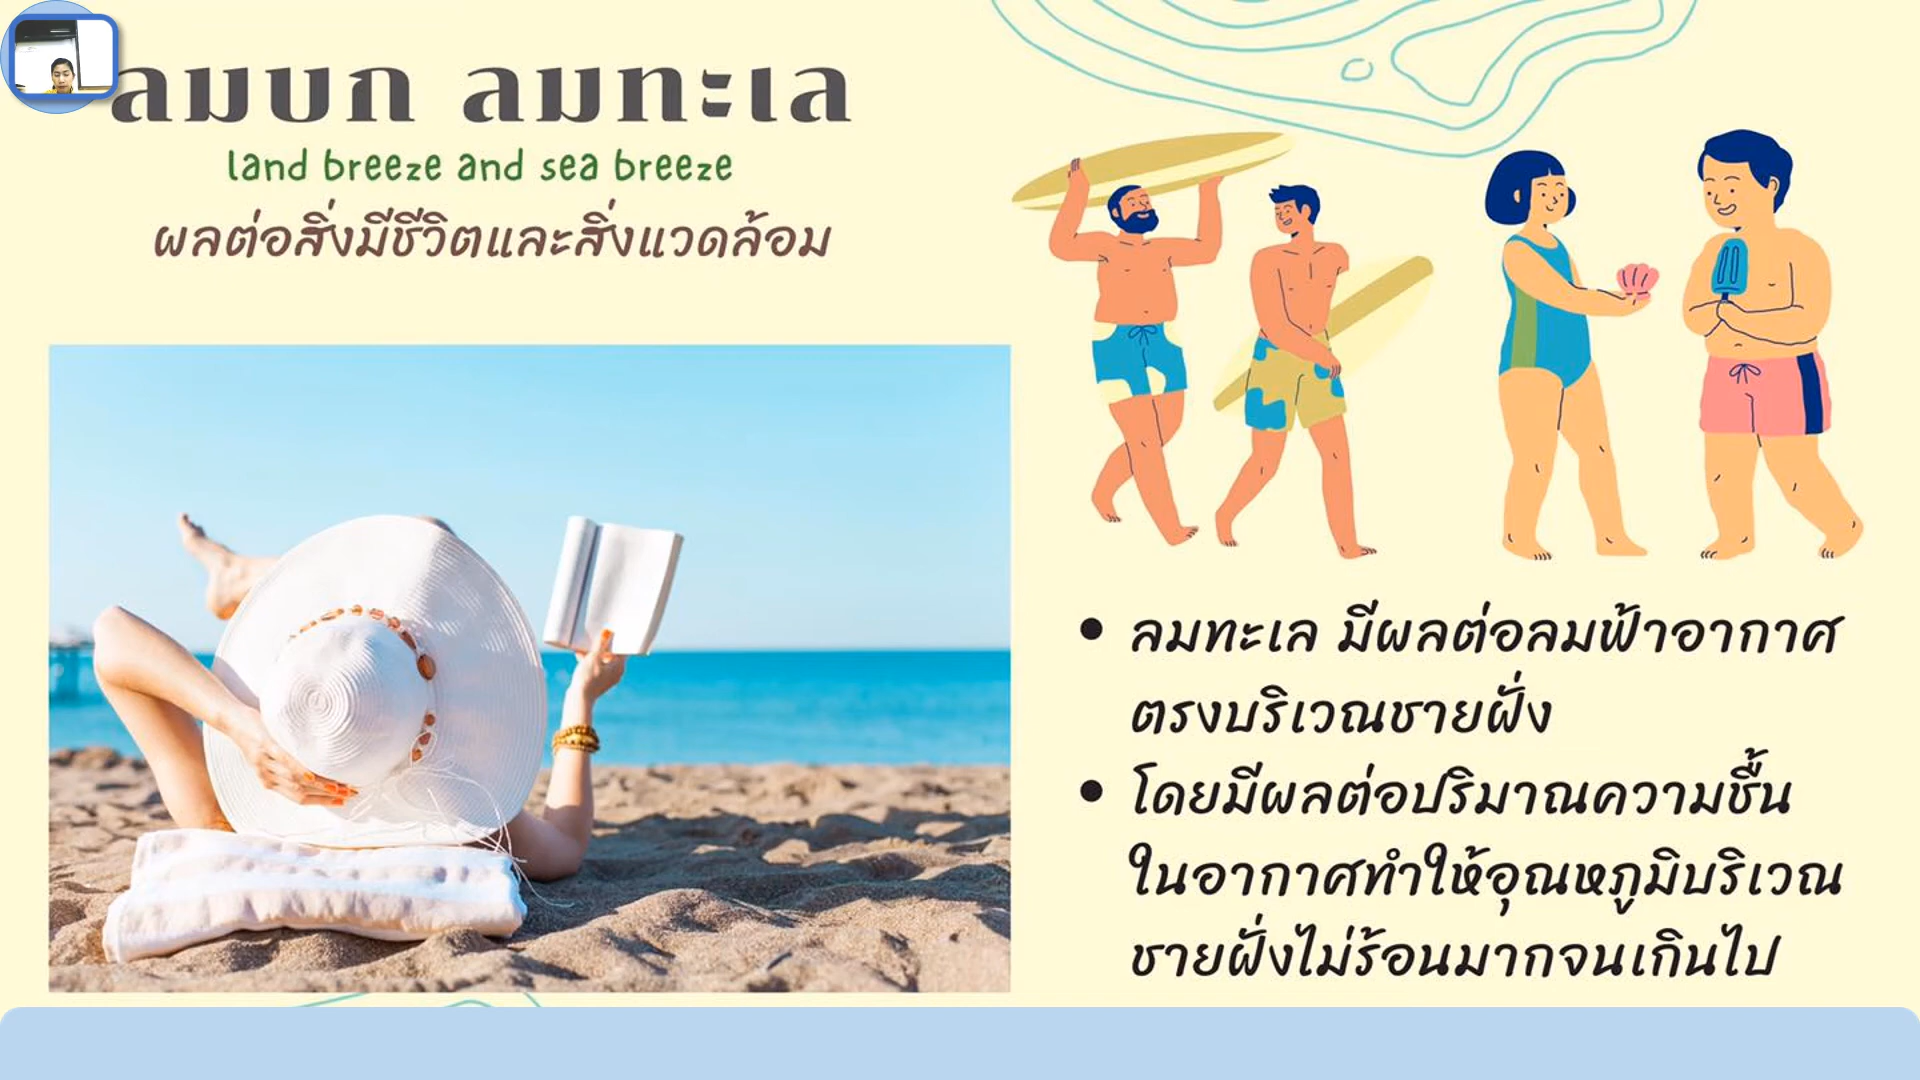 ลมบก ลมทะเล
land breeze and sea breeze
ผลต่อสิ่งมีชีวิตและสิ่งแวดล้อม
• ลมทะเล มีผลต่อลมฟ้าอากาศ
ตรงบริเวณชายฝั่ง
• โดยมีผลต่อปริมาณความชื้น
ในอากาศทำให้อุณหภูมิบริเวณ
ชายฝั่งไม่ร้อนมากจนเกินไป